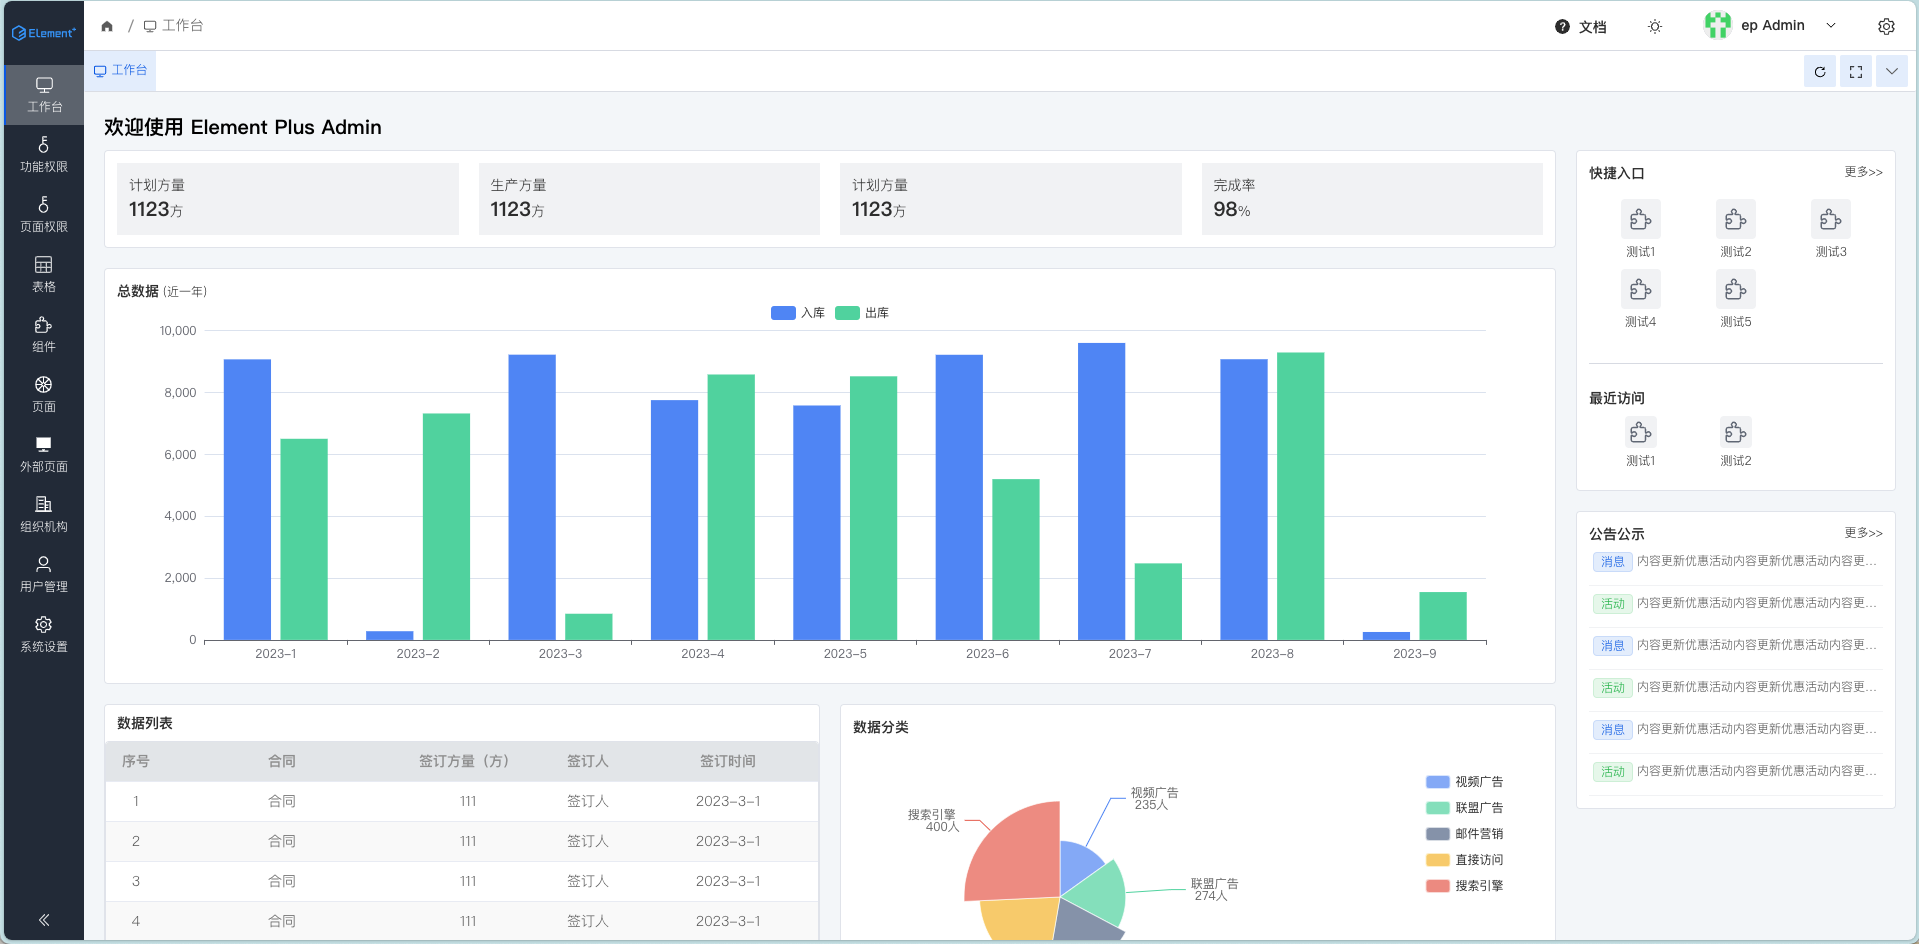 Element+
工作台
功能权限
页面权限
表格
组件
页面
外部页面
组织机构
用户管理
系统设置
/ 工作台
文档
ep Admin
工作台
欢迎使用 Element Plus Admin
计划方量
1123方
生产方量
1123方
计划方量
1123方
完成率
98%
总数据 (近一年)
入库 出库
10,000
8,000
6,000
4,000
2,000
0
2023-1 2023-2 2023-3 2023-4 2023-5 2023-6 2023-7 2023-8 2023-9
数据列表
序号 合同 签订方量（方） 签订人 签订时间
1 合同 111 签订人 2023-3-1
2 合同 111 签订人 2023-3-1
3 合同 111 签订人 2023-3-1
4 合同 111 签订人 2023-3-1
数据分类
视频广告
235人
搜索引擎
400人
联盟广告
274人
视频广告
联盟广告
邮件营销
直接访问
搜索引擎
快捷入口 更多>>
测试1 测试2 测试3
测试4 测试5
最近访问
测试1 测试2
公告公示 更多>>
消息 内容更新优惠活动内容更新优惠活动内容更...
活动 内容更新优惠活动内容更新优惠活动内容更...
消息 内容更新优惠活动内容更新优惠活动内容更...
活动 内容更新优惠活动内容更新优惠活动内容更...
消息 内容更新优惠活动内容更新优惠活动内容更...
活动 内容更新优惠活动内容更新优惠活动内容更...